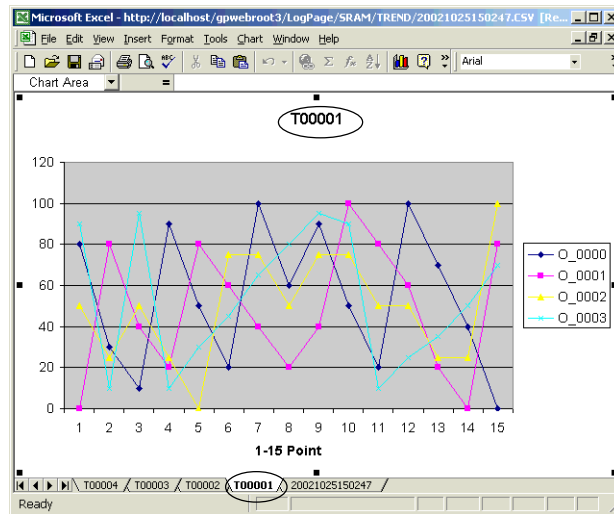 Microsoft Excel - http://localhost/gpwebroot3/LogPage/SRAM/TREND/20021025150247.CSV [Re...
File Edit View Insert Format Tools Chart Window Help
Arial
Chart Area =
T00001
120
100
80
60
40
20
0
1 2 3 4 5 6 7 8 9 10 11 12 13 14 15
1-15 Point
O_0000
O_0001
O_0002
O_0003
T00004 T00003 T00002 T00001 20021025150247
Ready